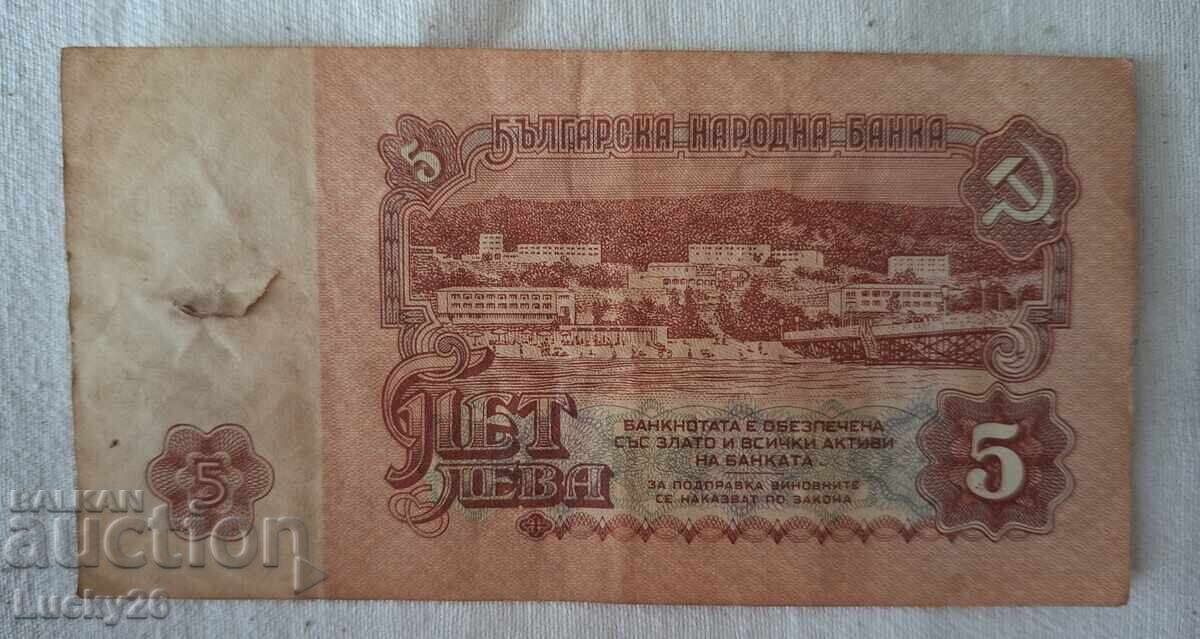 БЪЛГАРСКА НАРОДНА БАНКА
5
ПЕТ
ЛЕВА
БАНКНОТАТА Е ОБЕЗПЕЧЕНА
СЪС ЗЛАТО И ВСИЧКИ АКТИВИ
НА БАНКАТА
ЗА ПОДПРАВКА ВИНОВНИТЕ
СЕ НАКАЗВАТ ПО ЗАКОНА
5
5
BALKAN
auction
Lucky26